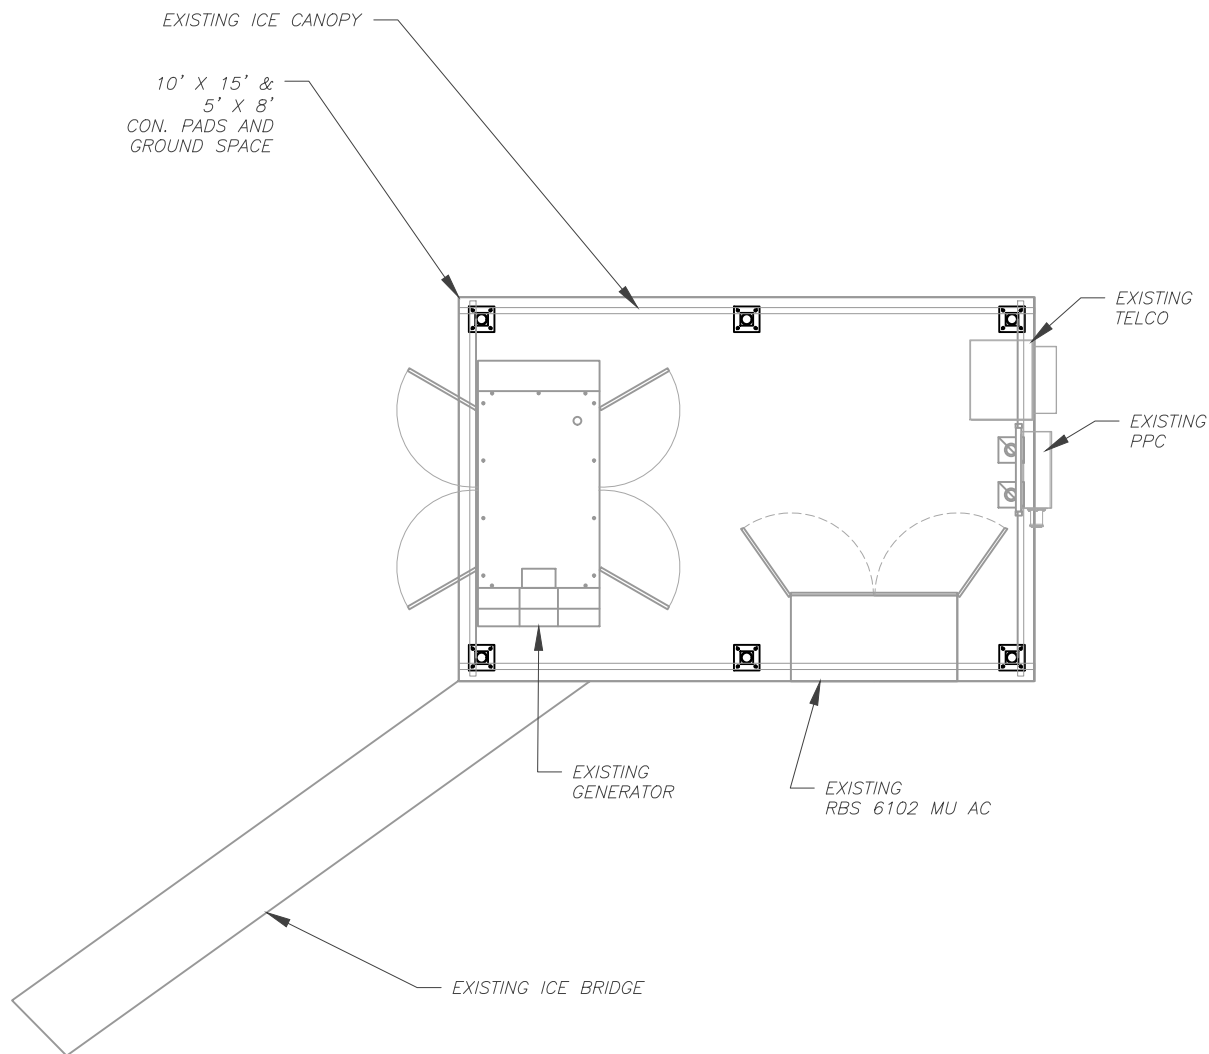 EXISTING ICE CANOPY
10' X 15' &
5' X 8'
CON. PADS AND
GROUND SPACE
EXISTING
TELCO
EXISTING
PPC
EXISTING
GENERATOR
EXISTING
RBS 6102 MU AC
EXISTING ICE BRIDGE